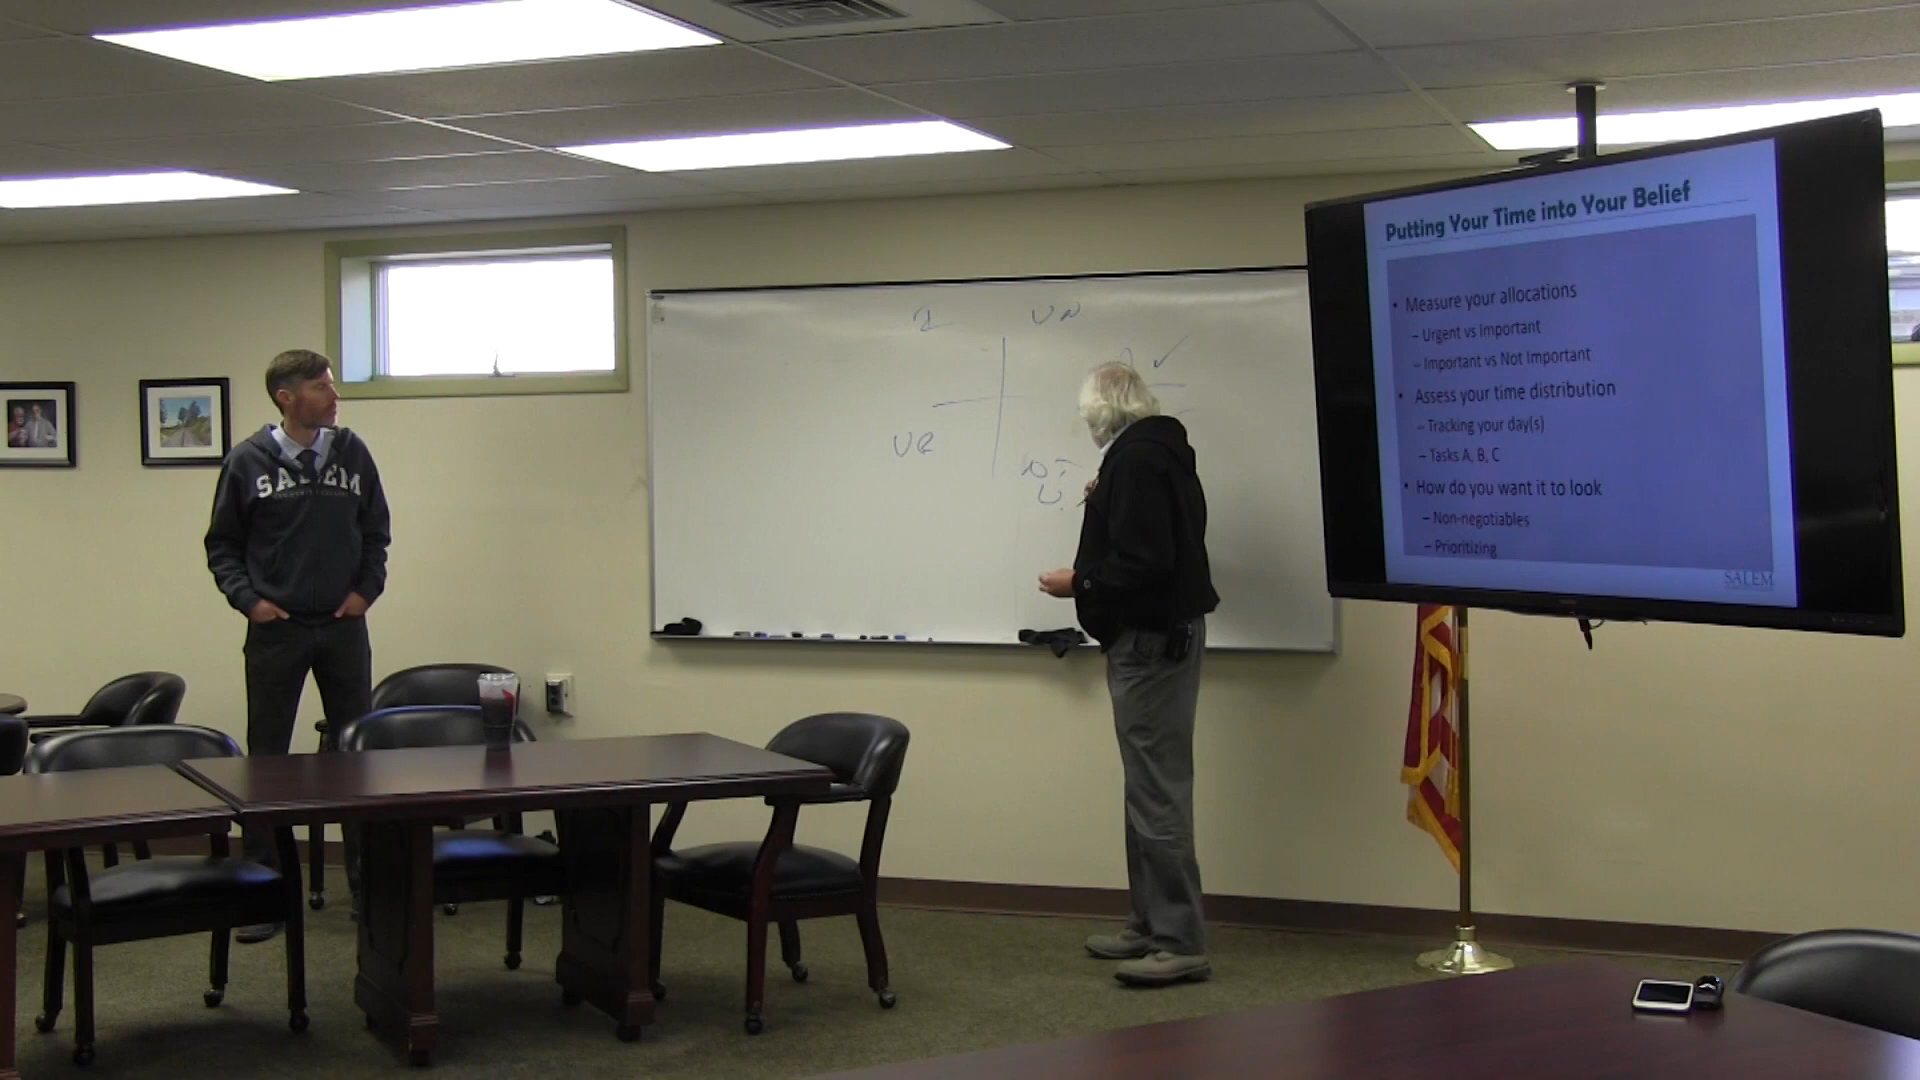 SALEM
I UN
UR
Putting Your Time into Your Belief
• Measure your allocations
– Urgent vs Important
– Important vs Not Important
• Assess your time distribution
– Tracking your day(s)
– Tasks A, B, C
• How do you want it to look
– Non-negotiables
– Prioritizing
SALEM